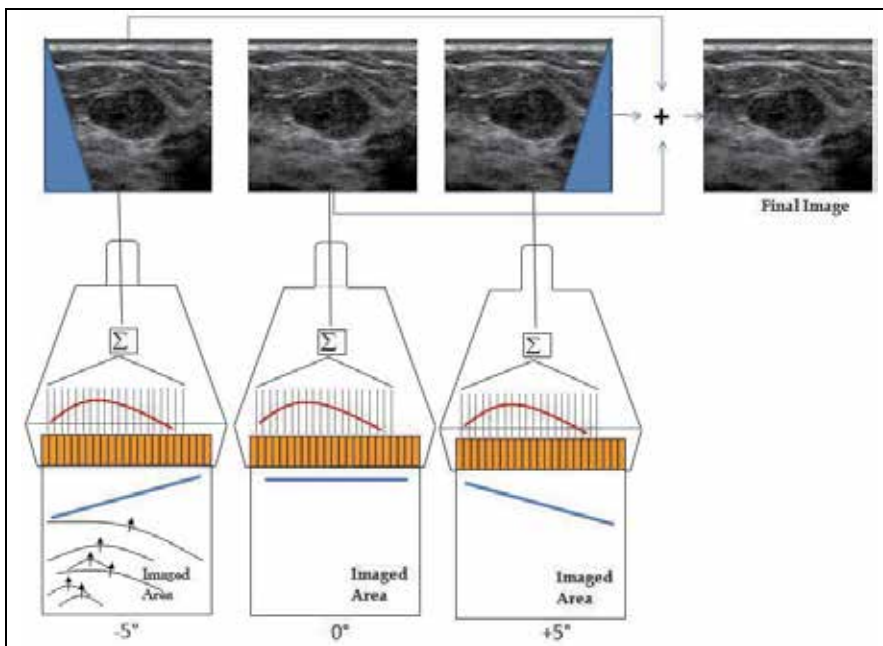 +
Final Image
Σ
Σ
Σ
Imaged
Area
Imaged
Area
Imaged
Area
-5°
0°
+5°